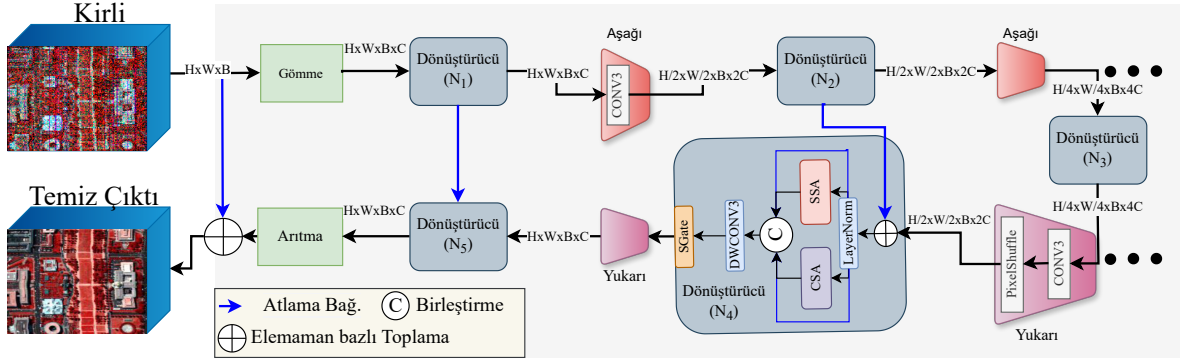 Kirli
HxWxB
Gömme
HxWxBxC
Dönüştürücü
(N₁)
HxWxBxC
Aşağı
CONV3
H/2xW/2xBx2C
Dönüştürücü
(N₂)
H/2xW/2xBx2C
Aşağı
H/4xW/4xBx4C
Dönüştürücü
(N₃)
H/4xW/4xBx4C
CONV3
PixelShuffle
Yukarı
H/2xW/2xBx2C
LayerNorm
SSA
CSA
C
DWCONV3
SGate
Dönüştürücü
(N₄)
Yukarı
HxWxBxC
Dönüştürücü
(N₅)
HxWxBxC
Arıtma
Temiz Çıktı
Atlama Bağ.
C Birleştirme
Elemaman bazlı Toplama